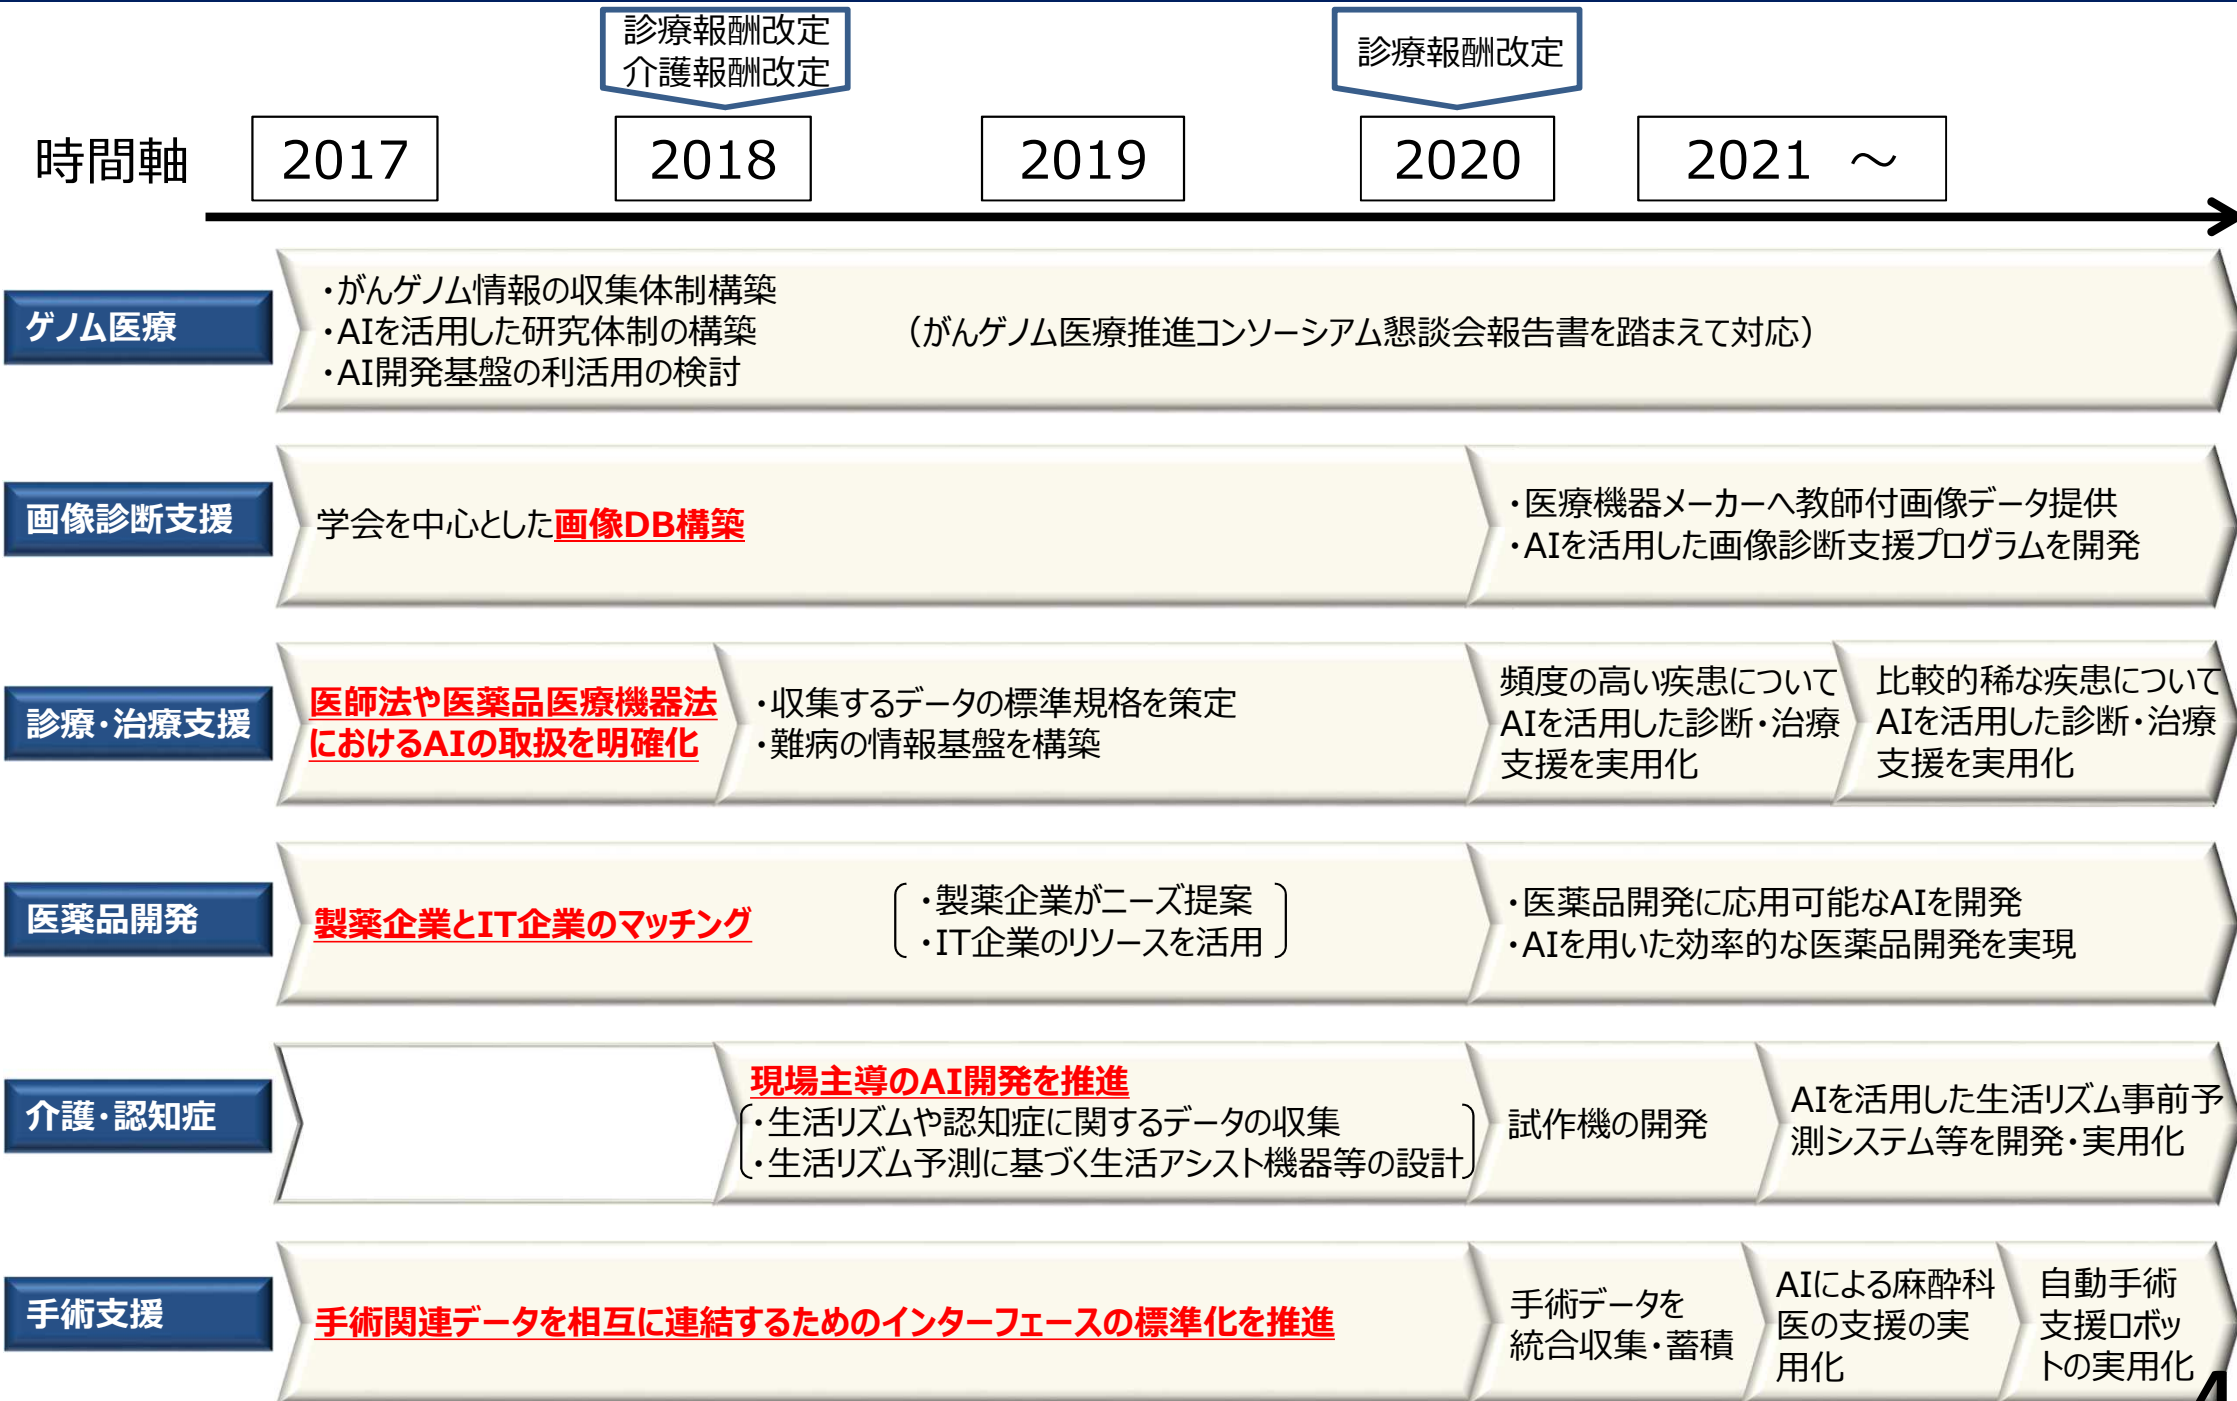 診療報酬改定
介護報酬改定
診療報酬改定
時間軸
2017
2018
2019
2020
2021 ～
ゲノム医療
・がんゲノム情報の収集体制構築
・AIを活用した研究体制の構築
・AI開発基盤の利活用の検討
（がんゲノム医療推進コンソーシアム懇談会報告書を踏まえて対応）
画像診断支援
学会を中心とした画像DB構築
・医療機器メーカーへ教師付画像データ提供
・AIを活用した画像診断支援プログラムを開発
診療・治療支援
医師法や医薬品医療機器法
におけるAIの取扱を明確化
・収集するデータの標準規格を策定
・難病の情報基盤を構築
頻度の高い疾患について
AIを活用した診断・治療
支援を実用化
比較的稀な疾患について
AIを活用した診断・治療
支援を実用化
医薬品開発
製薬企業とIT企業のマッチング
・製薬企業がニーズ提案
・IT企業のリソースを活用
・医薬品開発に応用可能なAIを開発
・AIを用いた効率的な医薬品開発を実現
介護・認知症
現場主導のAI開発を推進
・生活リズムや認知症に関するデータの収集
・生活リズム予測に基づく生活アシスト機器等の設計
試作機の開発
AIを活用した生活リズム事前予
測システム等を開発・実用化
手術支援
手術関連データを相互に連結するためのインターフェースの標準化を推進
手術データを
統合収集・蓄積
AIによる麻酔科
医の支援の実
用化
自動手術
支援ロボッ
トの実用化
4